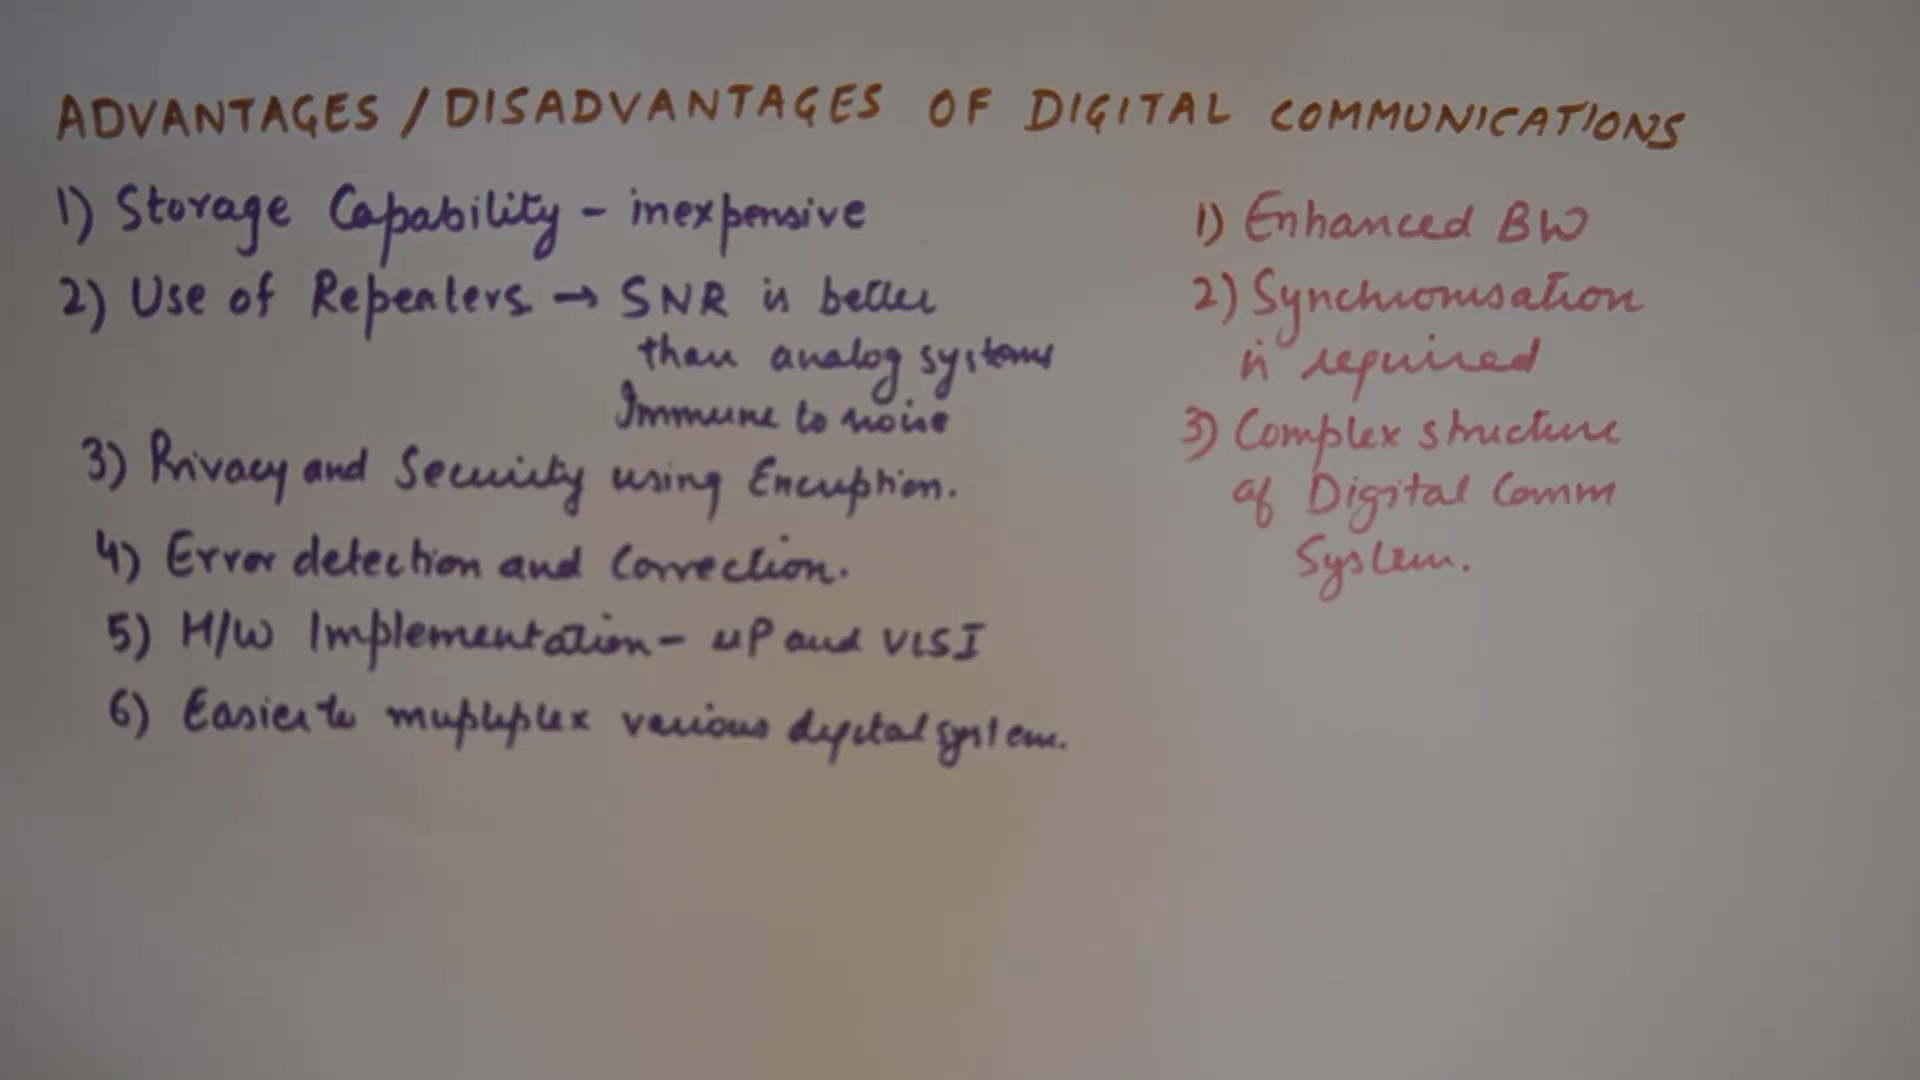 ADVANTAGES / DISADVANTAGES OF DIGITAL COMMUNICATIONS
1) Storage Capability - inexpensive
2) Use of Repeaters → SNR is better
than analog systems
Immune to noise
3) Privacy and Security using Encryption.
4) Error detection and Correction.
5) H/W Implementation - uP and VLSI
6) Easier to mupliplex various digital system.
1) Enhanced BW
2) Synchronisation
is required
3) Complex structure
of Digital Comm
System.